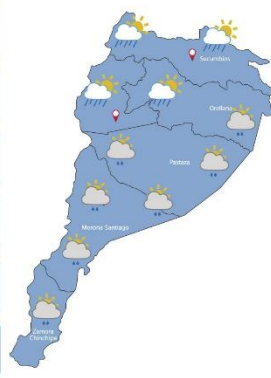 Sucumbíos
Orellana
Pastaza
Morona Santiago
Zamora
Chinchipe